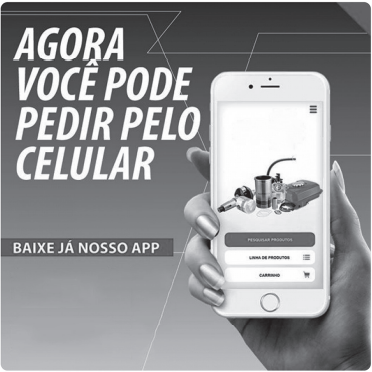 AGORA
VOCÊ PODE
PEDIR PELO
CELULAR
BAIXE JÁ NOSSO APP
PESQUISAR PRODUTOS
LINHA DE PRODUTOS
CARRINHO